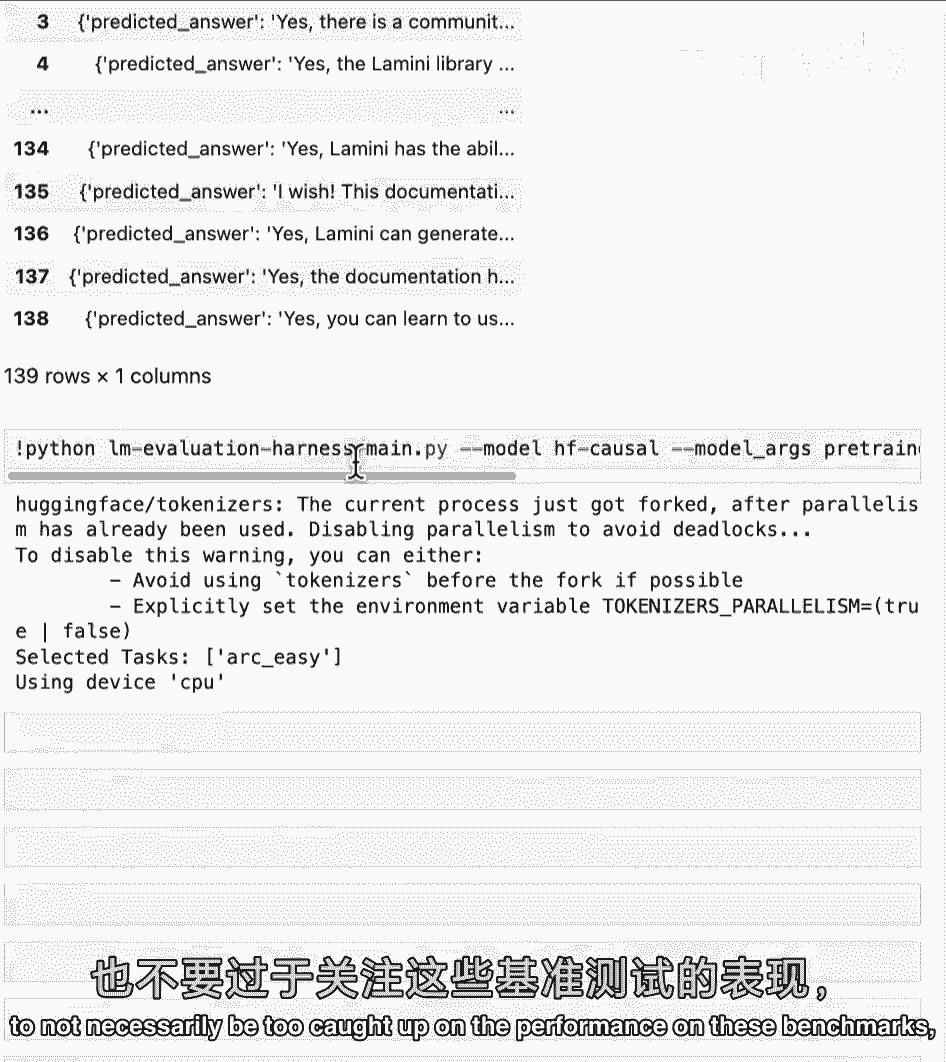 3 {'predicted_answer': 'Yes, there is a communit...
4 {'predicted_answer': 'Yes, the Lamini library ...
... ...
134 {'predicted_answer': 'Yes, Lamini has the abil...
135 {'predicted_answer': 'I wish! This documentati...
136 {'predicted_answer': 'Yes, Lamini can generate...
137 {'predicted_answer': 'Yes, the documentation h...
138 {'predicted_answer': 'Yes, you can learn to us...
139 rows × 1 columns
!python lm-evaluation-harness/main.py --model hf-causal --model_args pretrain
huggingface/tokenizers: The current process just got forked, after parallelis
m has already been used. Disabling parallelism to avoid deadlocks...
To disable this warning, you can either:
- Avoid using `tokenizers` before the fork if possible
- Explicitly set the environment variable TOKENIZERS_PARALLELISM=(tru
e | false)
Selected Tasks: ['arc_easy']
Using device 'cpu'
也不要过于关注这些基准测试的表现，
to not necessarily be too caught up on the performance on these benchmarks,